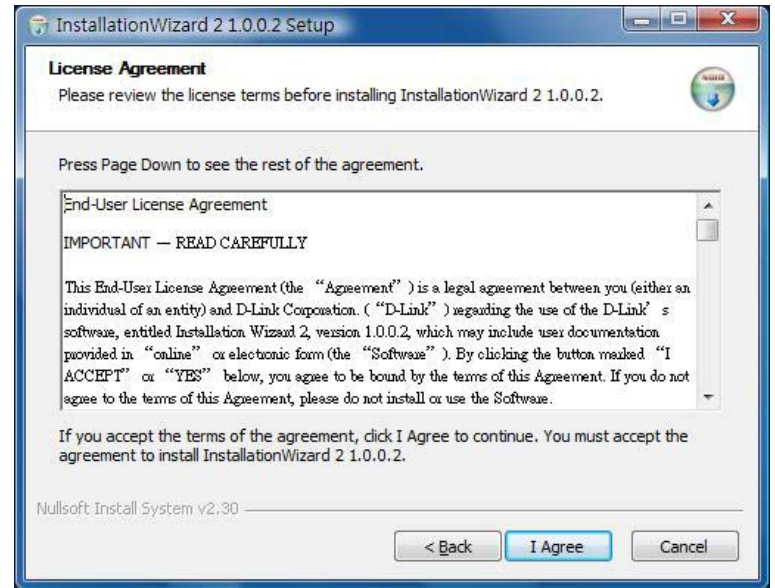 InstallationWizard 2 1.0.0.2 Setup
License Agreement
Please review the license terms before installing InstallationWizard 2 1.0.0.2.
Press Page Down to see the rest of the agreement.
End-User License Agreement
IMPORTANT — READ CAREFULLY
This End-User License Agreement (the “Agreement”) is a legal agreement between you (either an
individual of an entity) and D-Link Corporation. (“D-Link”) regarding the use of the D-Link’s
software, entitled Installation Wizard 2, version 1.0.0.2, which may include user documentation
provided in “online” or electronic form (the “Software”). By clicking the button marked “I
ACCEPT” or “YES” below, you agree to be bound by the terms of this Agreement. If you do not
agree to the terms of this Agreement, please do not install or use the Software.
If you accept the terms of the agreement, click I Agree to continue. You must accept the
agreement to install InstallationWizard 2 1.0.0.2.
Nullsoft Install System v2.30
< Back I Agree Cancel